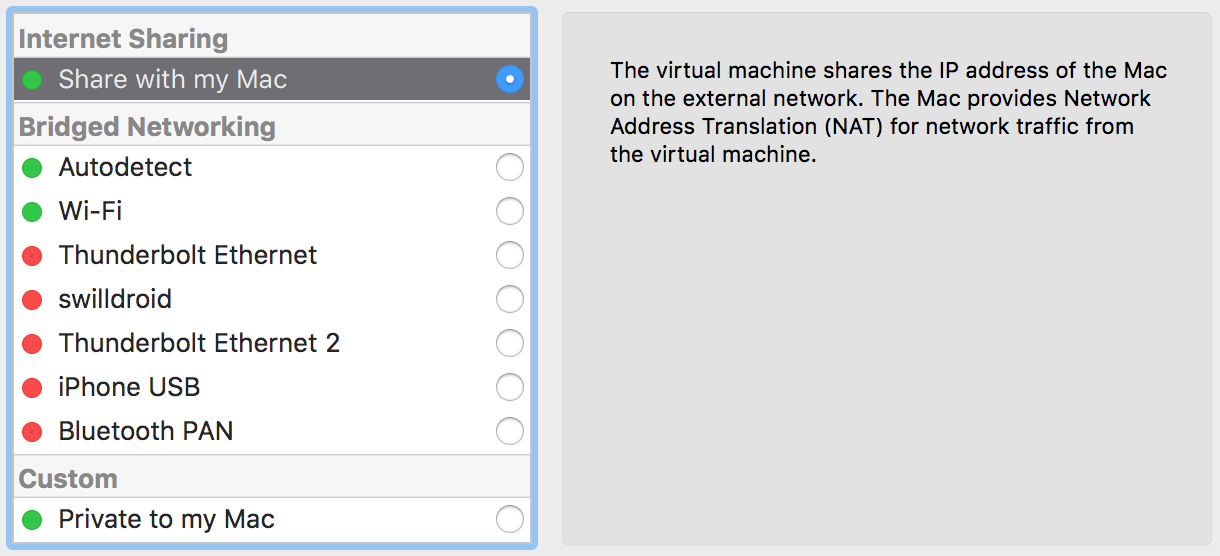 Internet Sharing
Share with my Mac
Bridged Networking
Autodetect
Wi-Fi
Thunderbolt Ethernet
swilldroid
Thunderbolt Ethernet 2
iPhone USB
Bluetooth PAN
Custom
Private to my Mac
The virtual machine shares the IP address of the Mac
on the external network. The Mac provides Network
Address Translation (NAT) for network traffic from
the virtual machine.